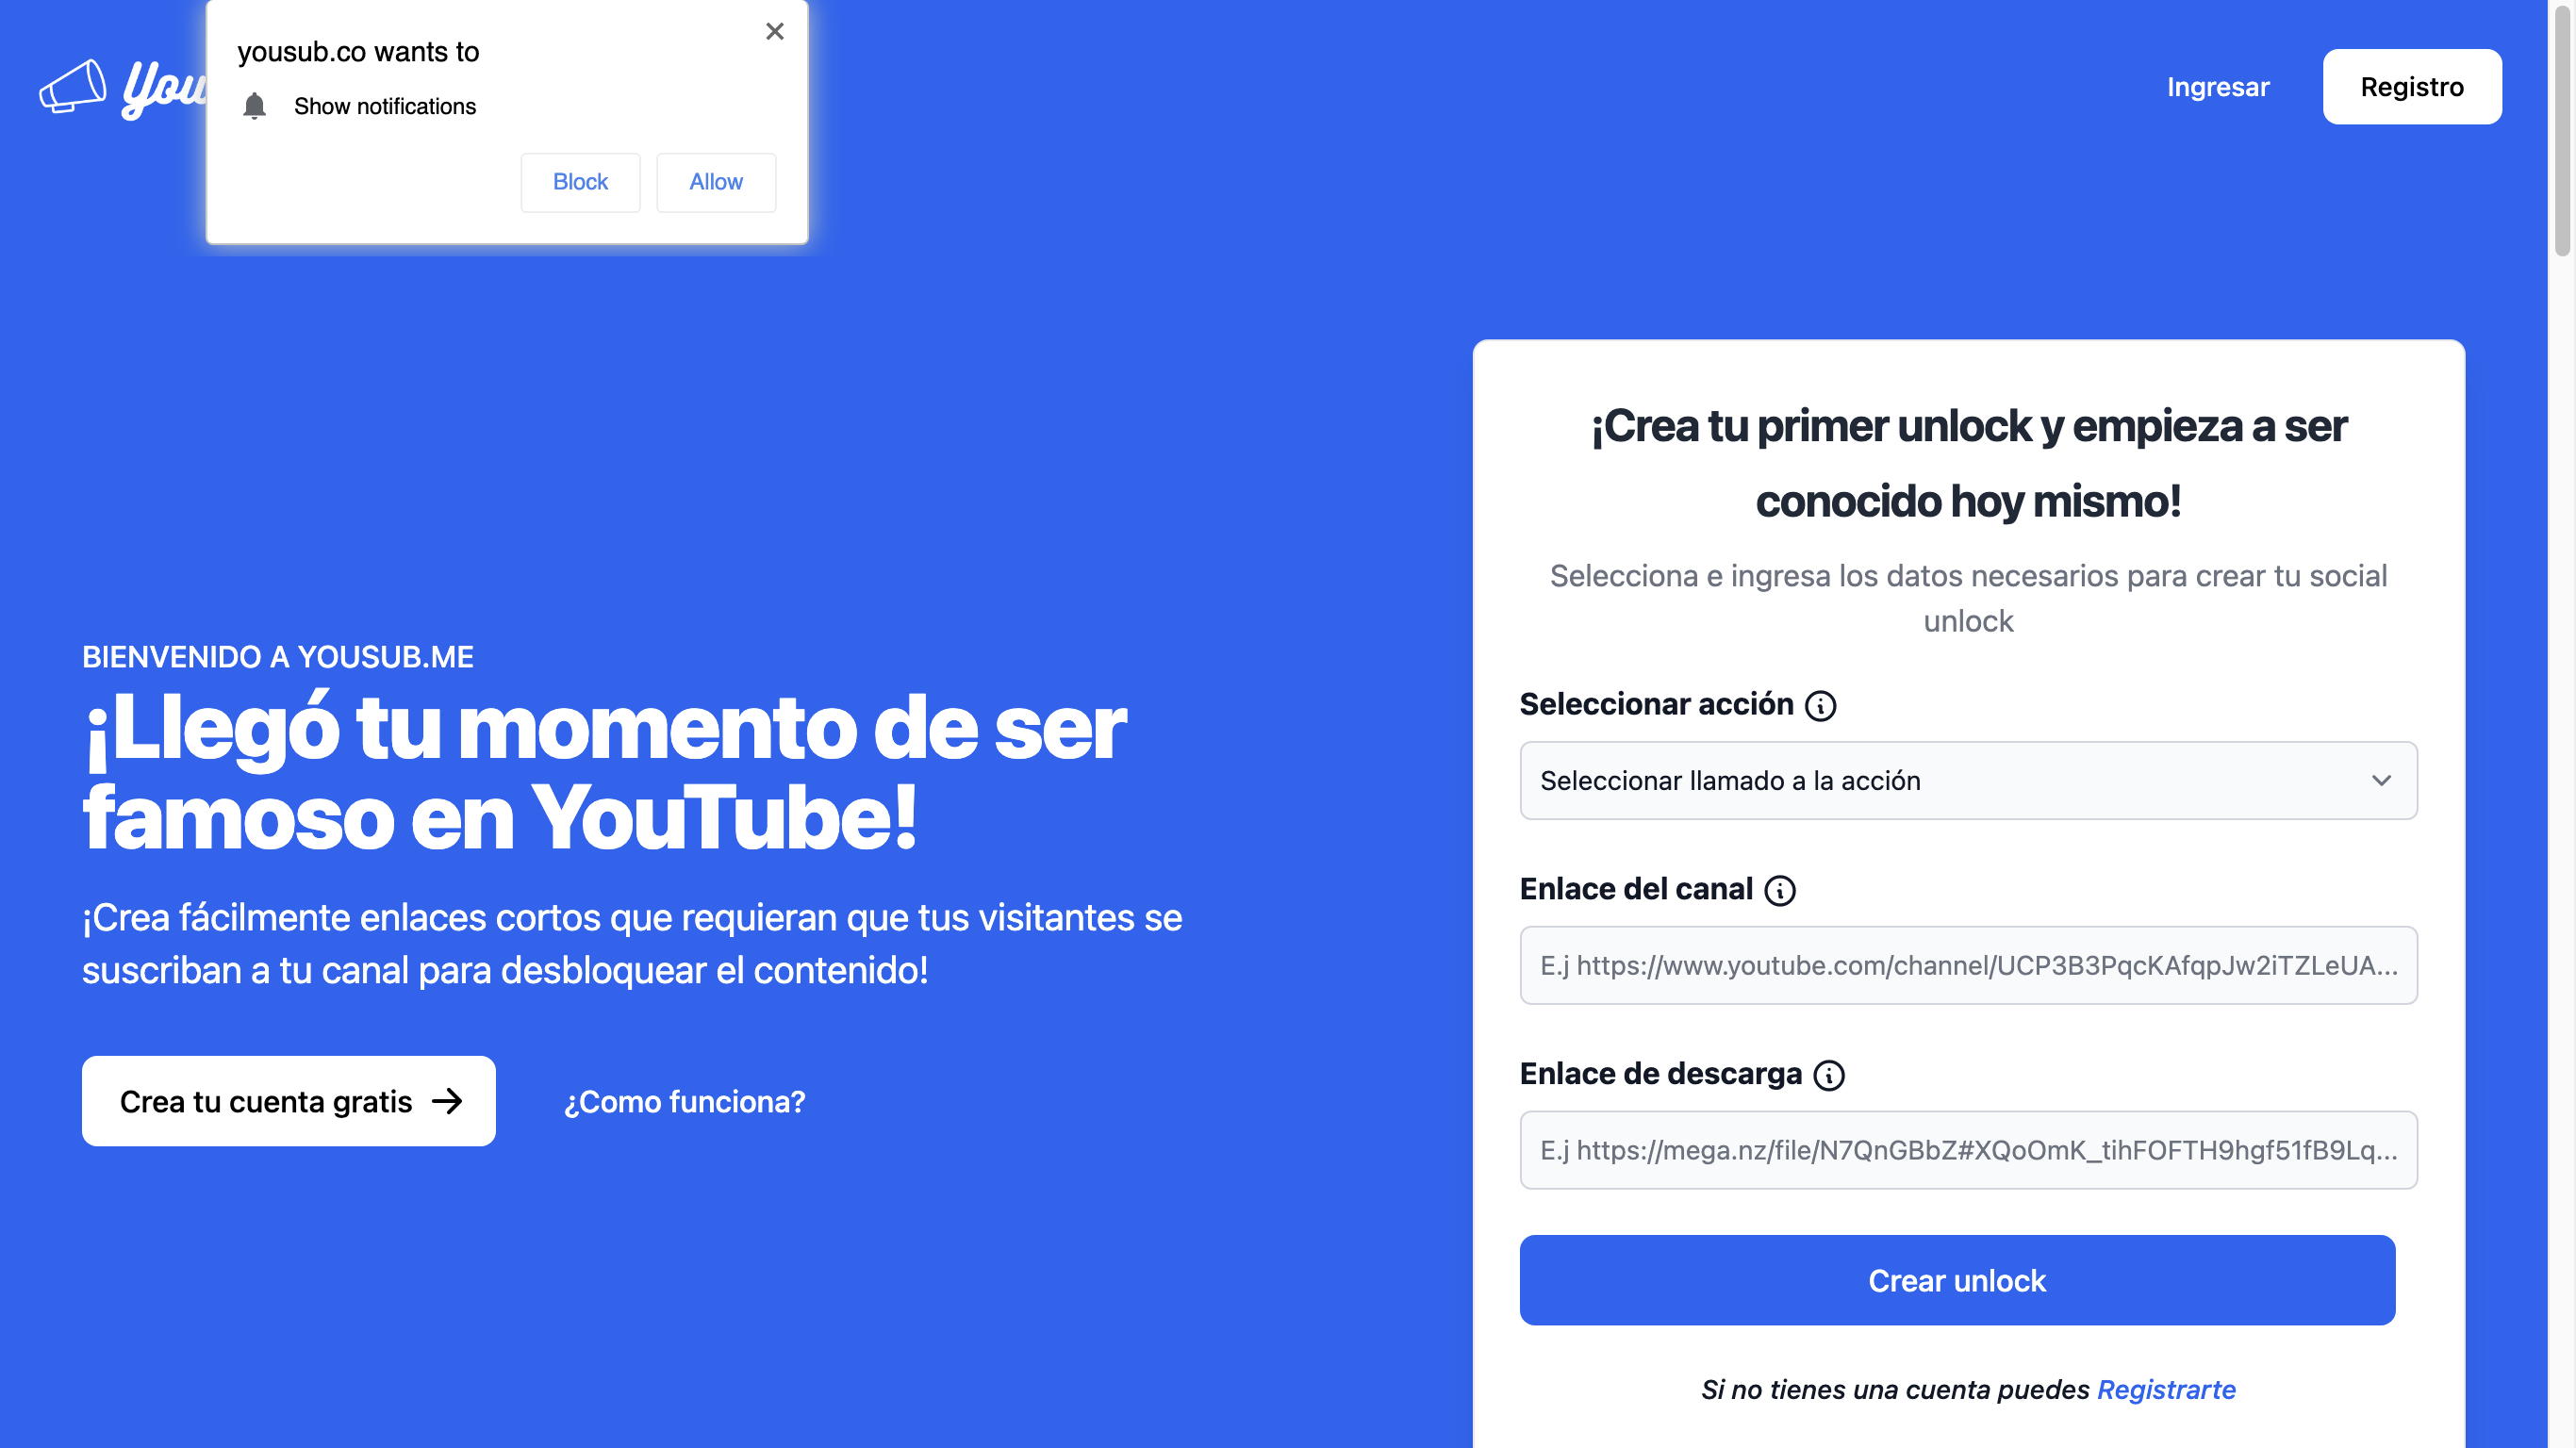 yousub.co wants to
Show notifications
Block
Allow
You
Ingresar
Registro
BIENVENIDO A YOUSUB.ME
¡Llegó tu momento de ser
famoso en YouTube!
¡Crea fácilmente enlaces cortos que requieran que tus visitantes se
suscriban a tu canal para desbloquear el contenido!
Crea tu cuenta gratis
¿Como funciona?
¡Crea tu primer unlock y empieza a ser
conocido hoy mismo!
Selecciona e ingresa los datos necesarios para crear tu social
unlock
Seleccionar acción
Seleccionar llamado a la acción
Enlace del canal
E.j https://www.youtube.com/channel/UCP3B3PqcKAfqpJw2iTZLeUA...
Enlace de descarga
E.j https://mega.nz/file/N7QnGBbZ#XQoOmK_tihFOFTH9hgf51fB9Lq...
Crear unlock
Si no tienes una cuenta puedes Registrarte